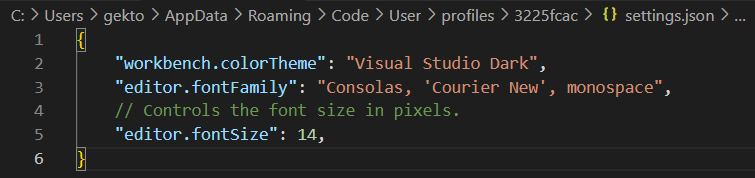 C: > Users > gekto > AppData > Roaming > Code > User > profiles > 3225fcac > {} settings.json > ...
1 {
2 "workbench.colorTheme": "Visual Studio Dark",
3 "editor.fontFamily": "Consolas, 'Courier New', monospace",
4 // Controls the font size in pixels.
5 "editor.fontSize": 14,
6 }